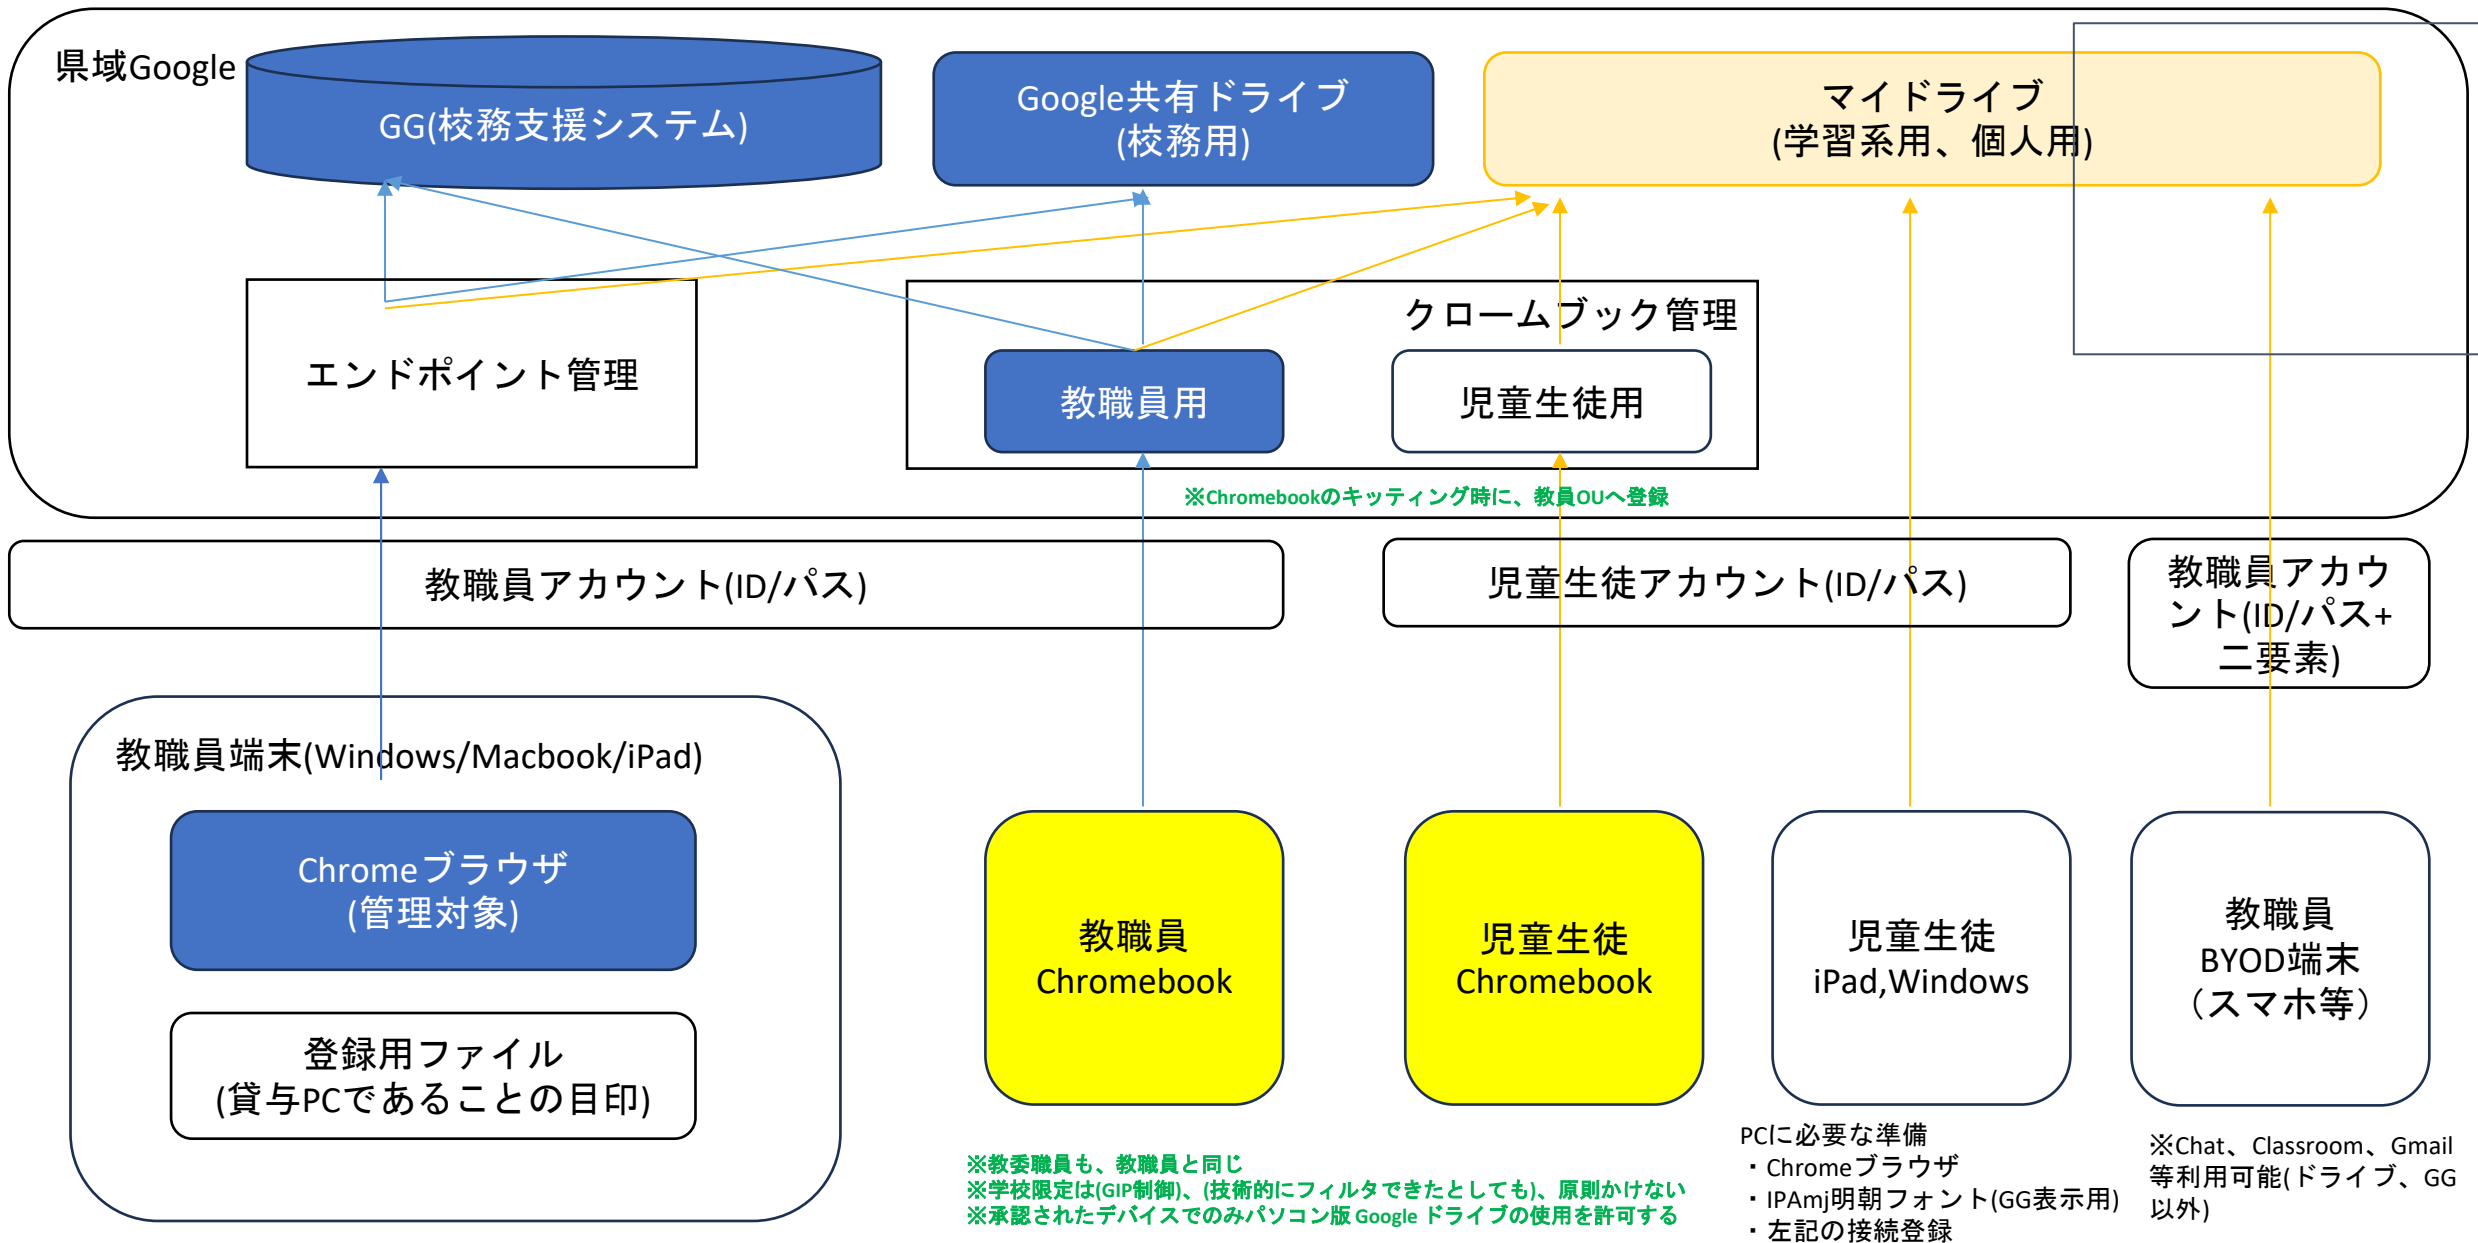 県域Google
GG(校務支援システム)
Google共有ドライブ
(校務用)
マイドライブ
(学習系用、個人用)
エンドポイント管理
クロームブック管理
教職員用
児童生徒用
※Chromebookのキッティング時に、教員OUへ登録
教職員アカウント(ID/パス)
児童生徒アカウント(ID/パス)
教職員アカウ
ント(ID/パス+
二要素)
教職員端末(Windows/Macbook/iPad)
Chromeブラウザ
(管理対象)
登録用ファイル
(貸与PCであることの目印)
教職員
Chromebook
児童生徒
Chromebook
児童生徒
iPad,Windows
教職員
BYOD端末
（スマホ等）
※教委職員も、教職員と同じ
※学校限定は(GIP制御)、(技術的にフィルタできたとしても)、原則かけない
※承認されたデバイスでのみパソコン版 Google ドライブの使用を許可する
PCに必要な準備
・Chromeブラウザ
・IPAmj明朝フォント(GG表示用)
・左記の接続登録
※Chat、Classroom、Gmail
等利用可能(ドライブ、GG
以外)